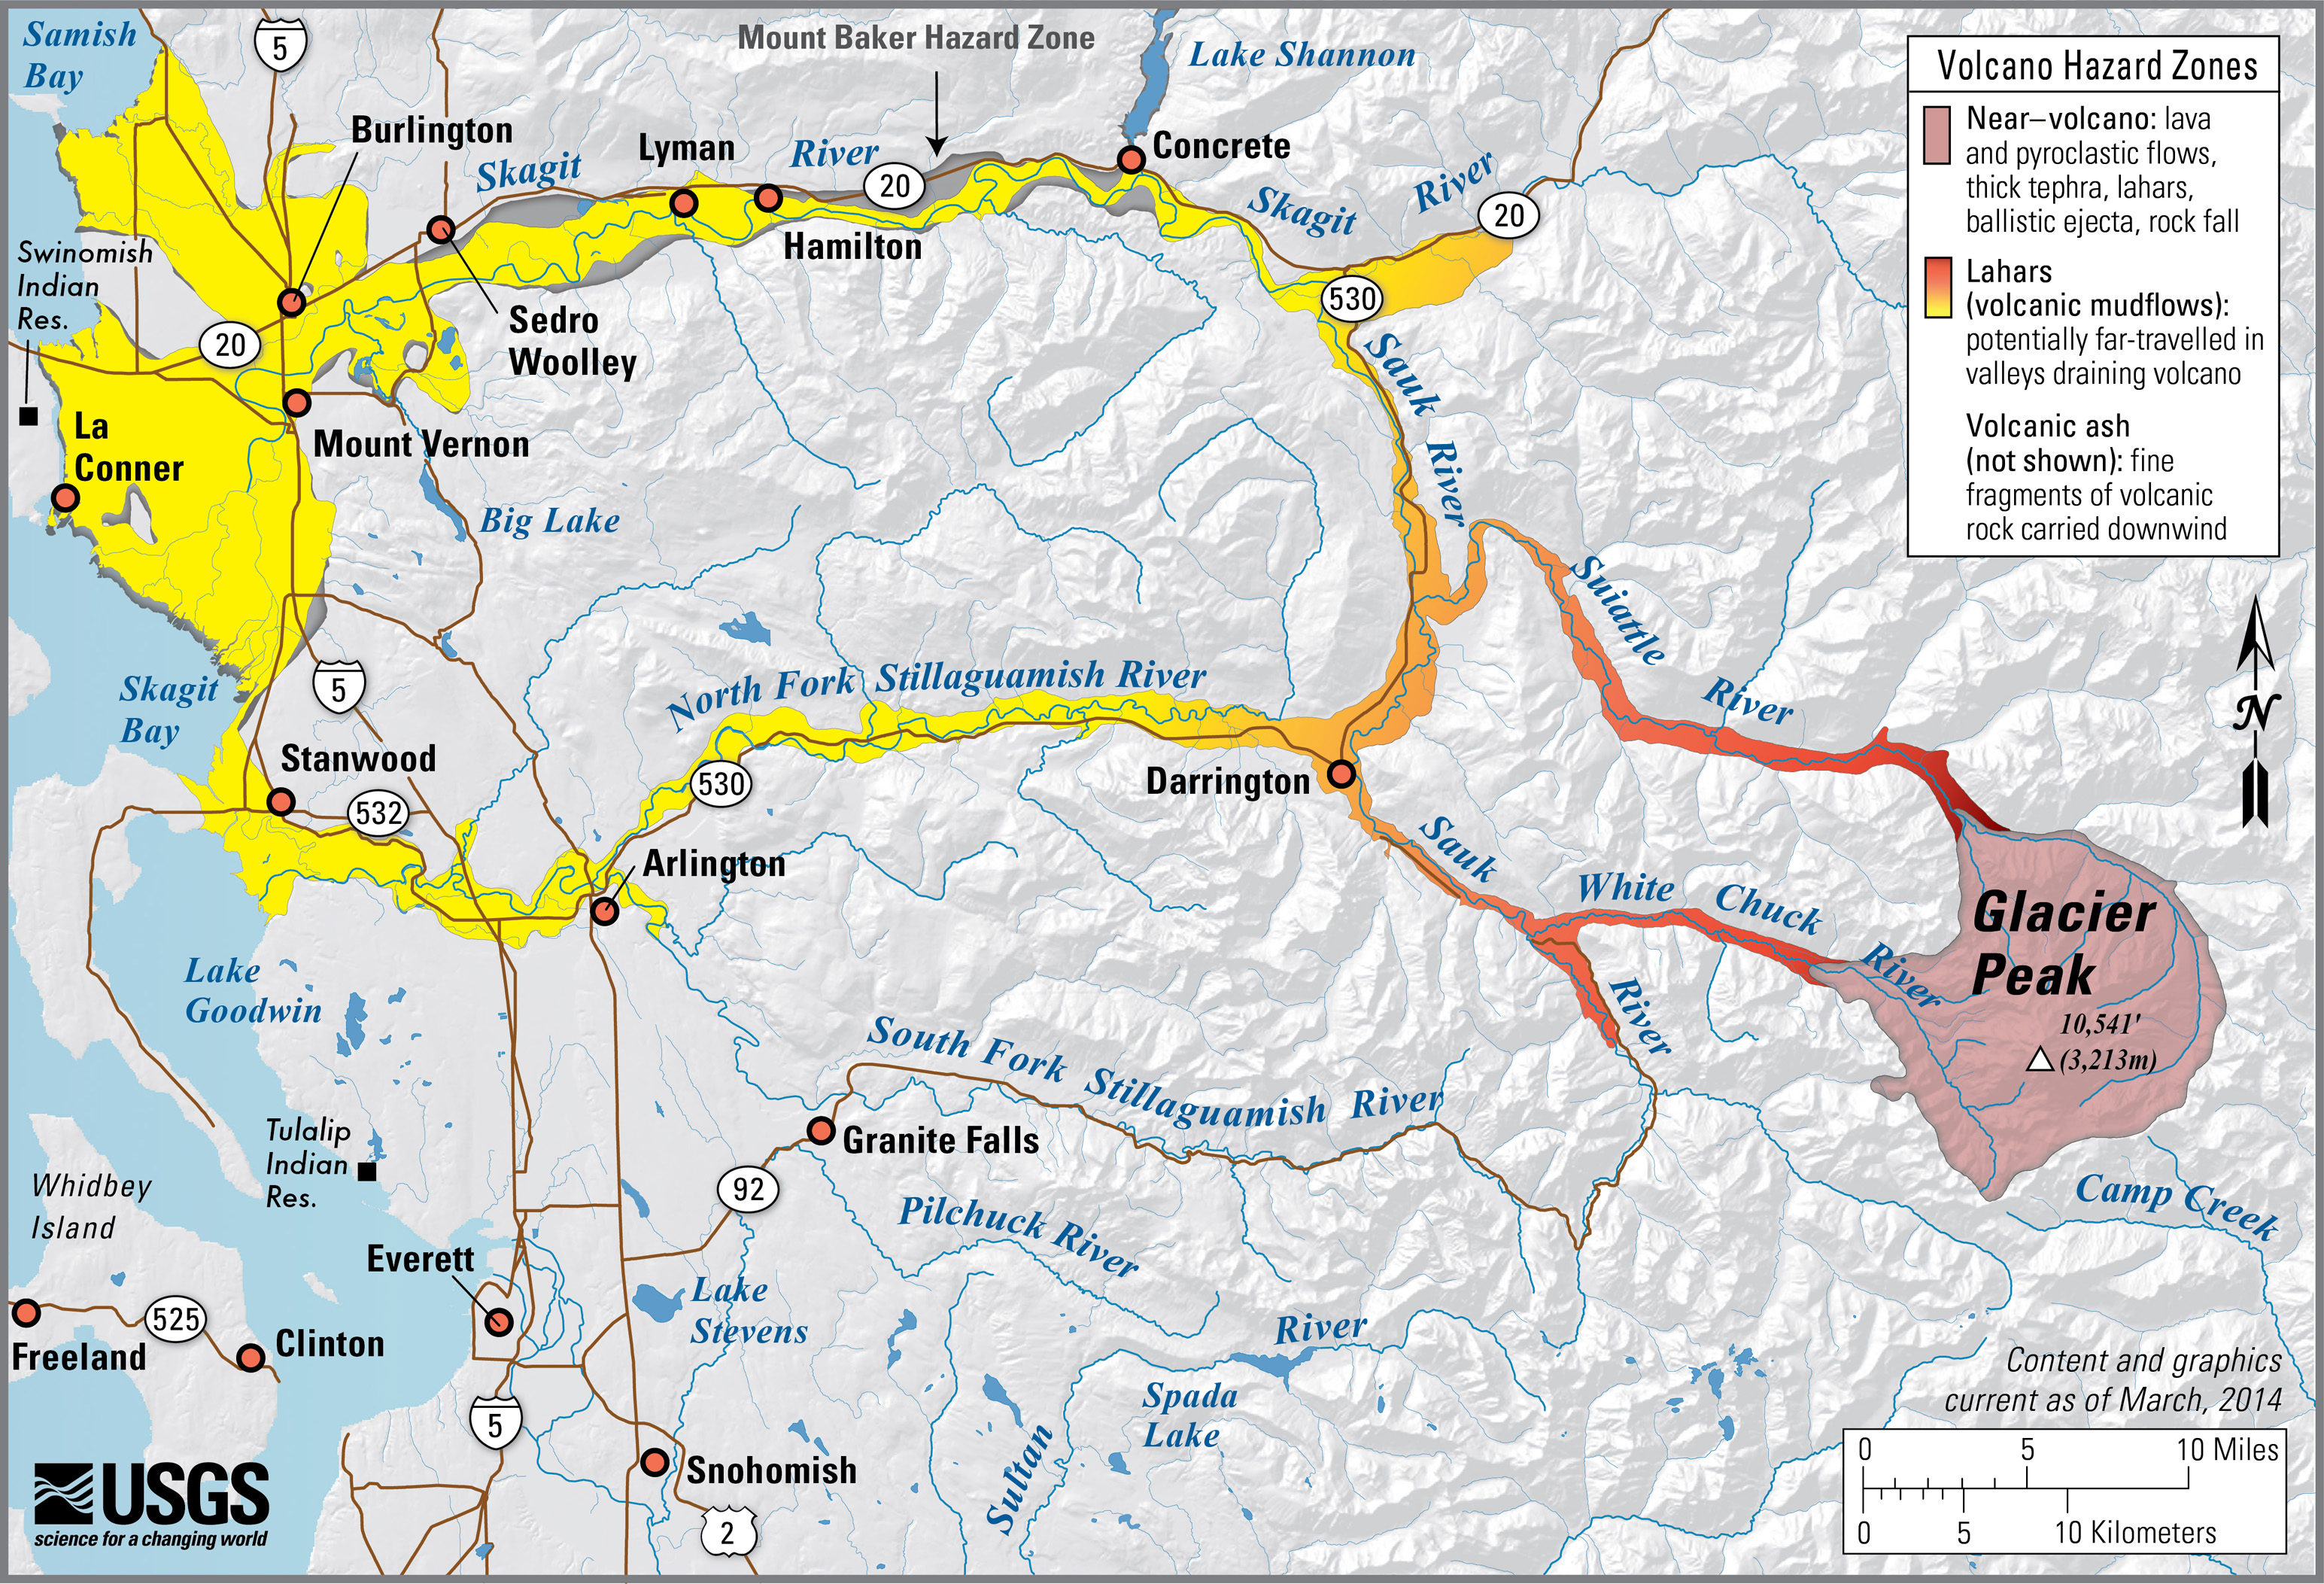 Samish
Bay
5
Mount Baker Hazard Zone
Lake Shannon
Burlington
Lyman
Skagit
River
20
Concrete
Skagit
River
20
Volcano Hazard Zones
Near–volcano: lava
and pyroclastic flows,
thick tephra, lahars,
ballistic ejecta, rock fall
Lahars
(volcanic mudflows):
potentially far-travelled in
valleys draining volcano
Volcanic ash
(not shown): fine
fragments of volcanic
rock carried downwind
Swinomish
Indian
Res.
Hamilton
530
Sedro
Woolley
20
Sauk
River
La
Conner
Mount Vernon
Big Lake
Suiattle
River
N
Skagit
Bay
5
North Fork Stillaguamish River
Stanwood
532
530
Darrington
Arlington
Sauk
River
White Chuck
River
Glacier
Peak
10,541'
(3,213m)
Lake
Goodwin
South Fork Stillaguamish River
Tulalip
Indian
Res.
Granite Falls
92
Whidbey
Island
Pilchuck River
Camp Creek
Everett
Lake
Stevens
525
Freeland
Clinton
River
Spada
Lake
Sultan
5
Snohomish
2
Content and graphics
current as of March, 2014
0 5 10 Miles
0 5 10 Kilometers
USGS
science for a changing world